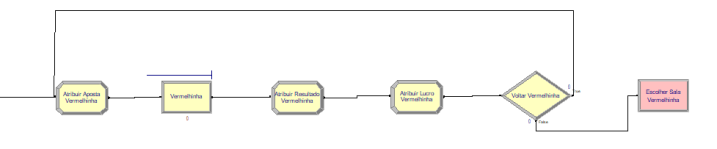 Atribuir Aposta
Vermelhinha
Vermelhinha
0
Atribuir Resultado
Vermelhinha
Atribuir Lucro
Vermelhinha
Voltar Vermelhinha
0
True
0
False
Escolher Sala
Vermelhinha